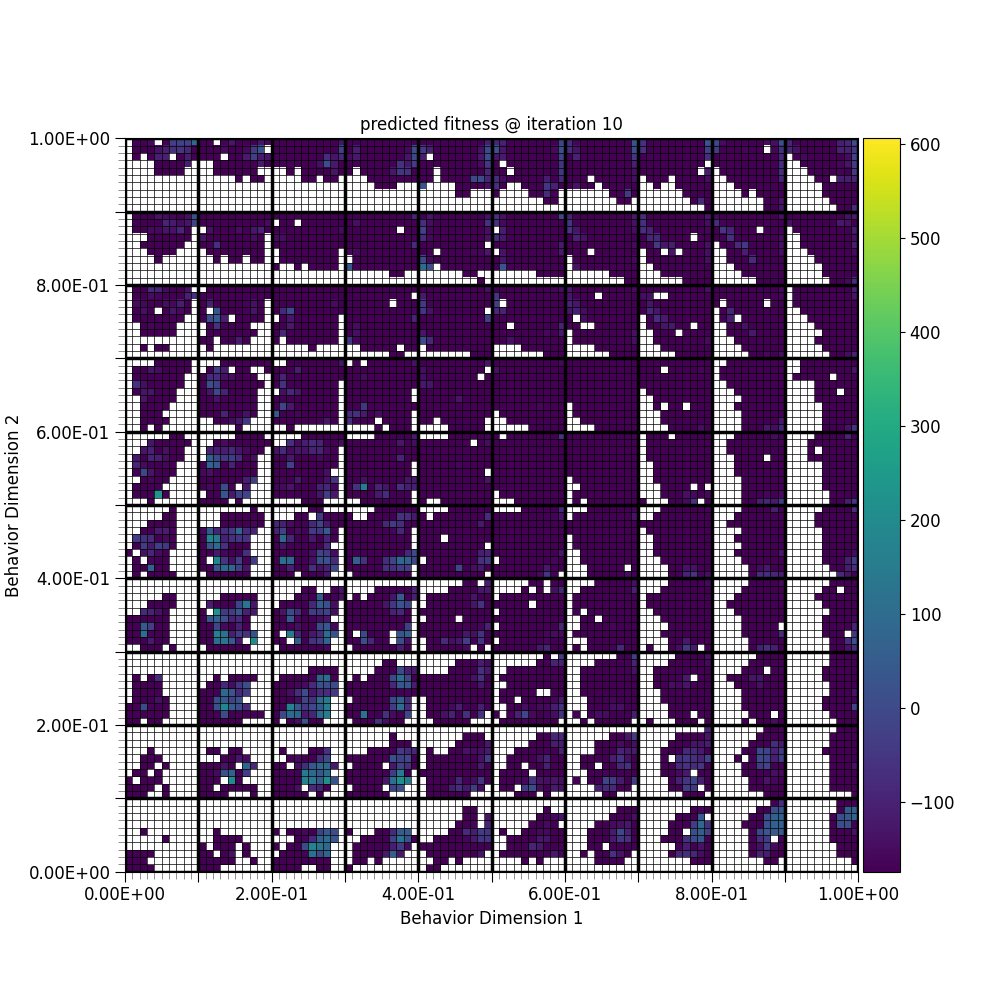 predicted fitness @ iteration 10
1.00E+00
8.00E-01
6.00E-01
4.00E-01
2.00E-01
0.00E+00
Behavior Dimension 2
0.00E+00 2.00E-01 4.00E-01 6.00E-01 8.00E-01 1.00E+00
Behavior Dimension 1
600
500
400
300
200
100
0
−100